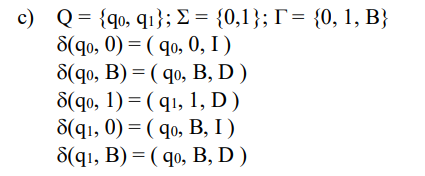 c) Q = {q₀, q₁}; Σ = {0,1}; Γ = {0, 1, B}
δ(q₀, 0) = ( q₀, 0, I )
δ(q₀, B) = ( q₀, B, D )
δ(q₀, 1) = ( q₁, 1, D )
δ(q₁, 0) = ( q₀, B, I )
δ(q₁, B) = ( q₀, B, D )